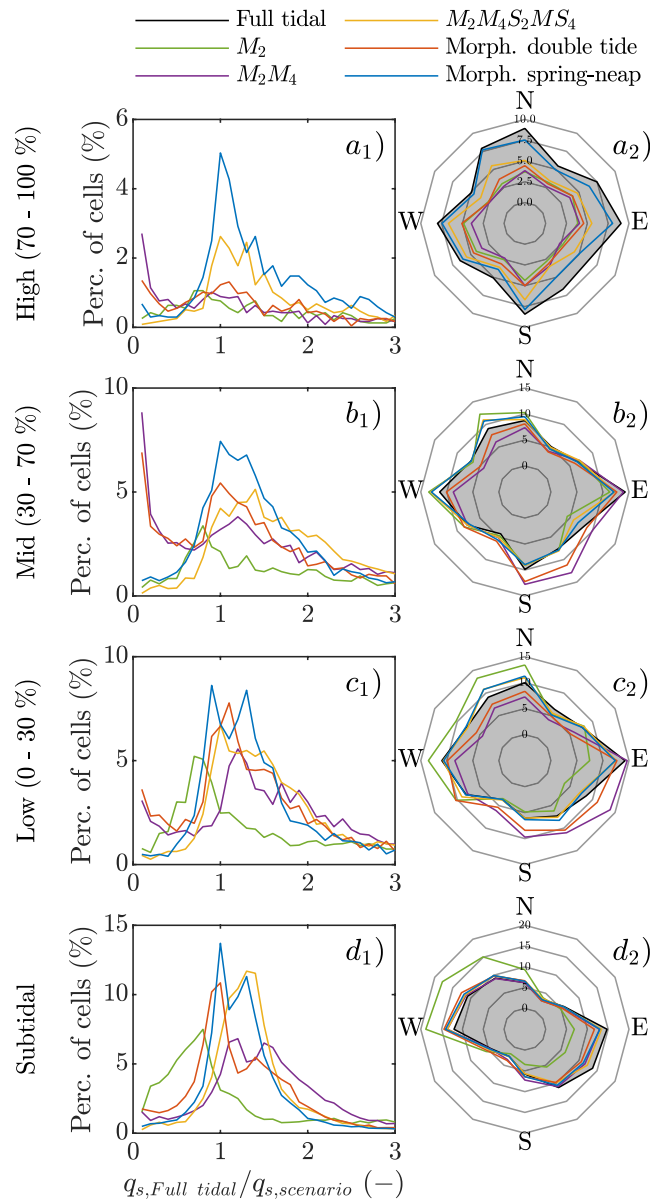 Full tidal
M₂
M₂M₄
M₂M₄S₂MS₄
Morph. double tide
Morph. spring-neap
High (70 - 100 %)
Perc. of cells (%)
6
4
2
0
0 1 2 3
a₁)
a₂)
N
W
E
S
10.0
7.5
5.0
2.5
0.0
Mid (30 - 70 %)
Perc. of cells (%)
10
5
0
0 1 2 3
b₁)
b₂)
N
W
E
S
15
10
5
0
Low (0 - 30 %)
Perc. of cells (%)
10
5
0
0 1 2 3
c₁)
c₂)
N
W
E
S
15
10
5
0
Subtidal
Perc. of cells (%)
15
10
5
0
0 1 2 3
d₁)
d₂)
N
W
E
S
20
15
10
5
0
q_{s,Full tidal}/q_{s,scenario} (−)